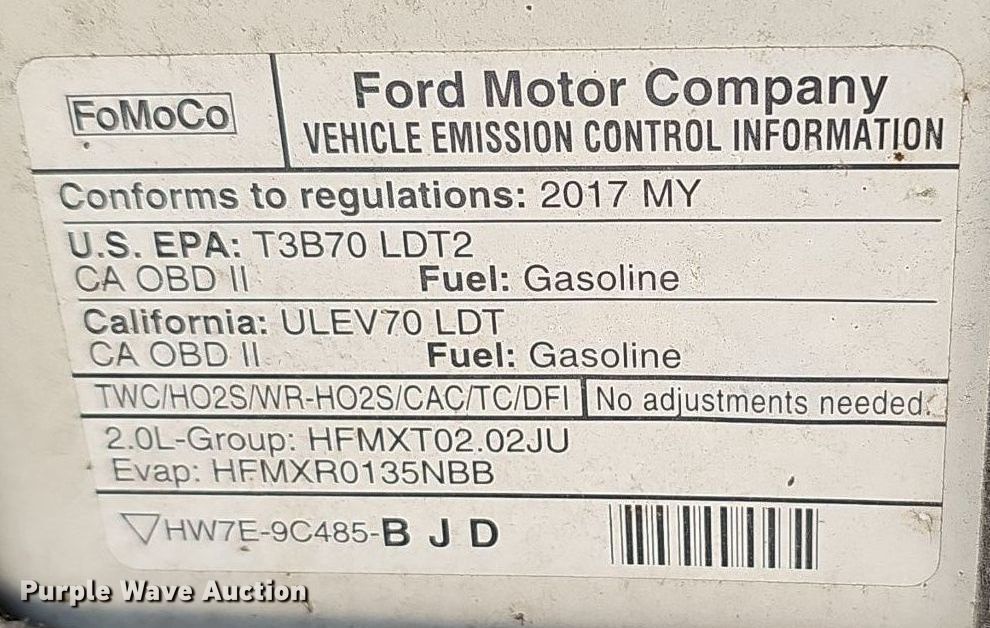 FoMoCo
Ford Motor Company
VEHICLE EMISSION CONTROL INFORMATION
Conforms to regulations: 2017 MY
U.S. EPA: T3B70 LDT2
CA OBD II Fuel: Gasoline
California: ULEV70 LDT
CA OBD II Fuel: Gasoline
TWC/HO2S/WR-HO2S/CAC/TC/DFI No adjustments needed.
2.0L-Group: HFMXT02.02JU
Evap: HFMXR0135NBB
HW7E-9C485-B J D
Purple Wave Auction